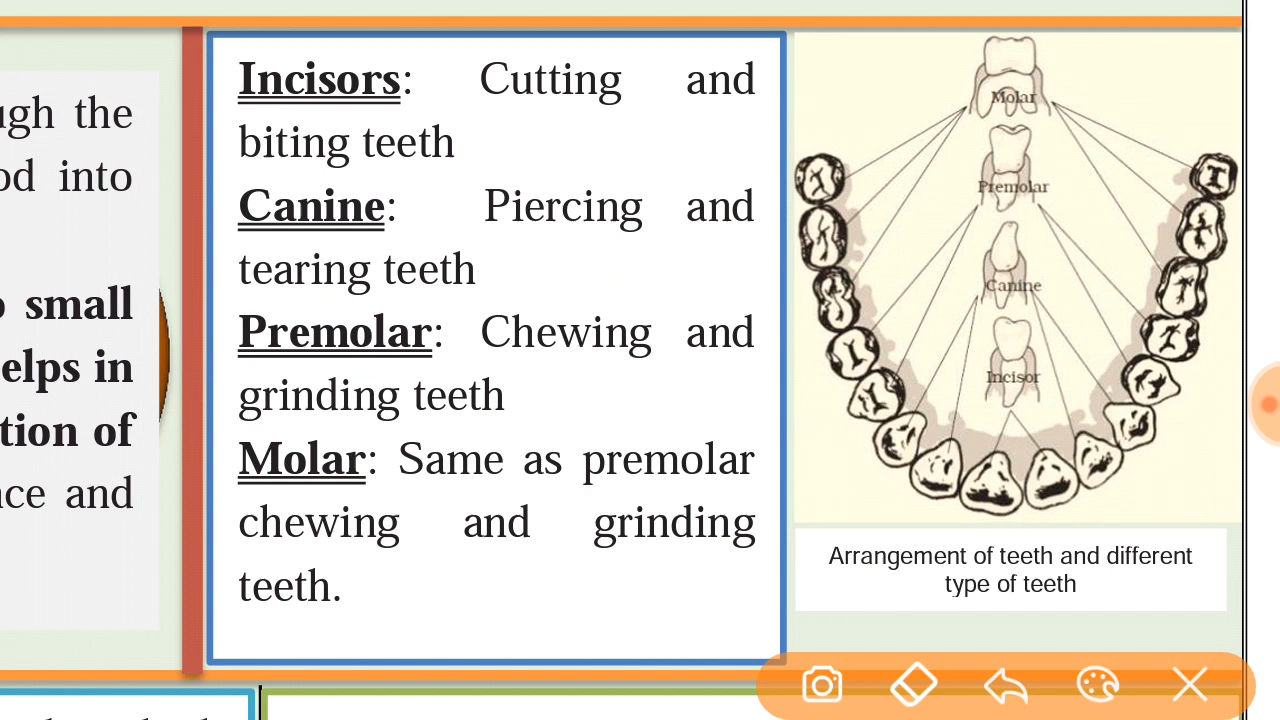 ugh the
od into
small
elps in
tion of
nce and
Incisors: Cutting and
biting teeth
Canine: Piercing and
tearing teeth
Premolar: Chewing and
grinding teeth
Molar: Same as premolar
chewing and grinding
teeth.
Molar
Premolar
Canine
Incisor
Arrangement of teeth and different
type of teeth